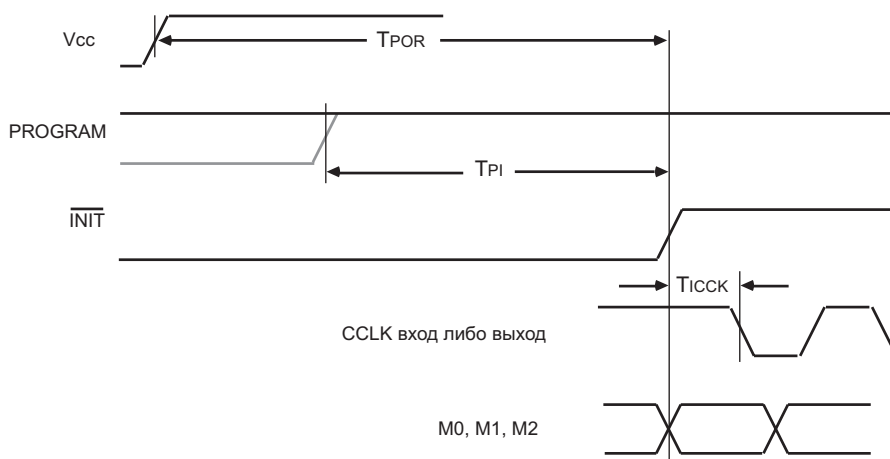 Vcc
TPOR
PROGRAM
TPI
INIT
TICCK
CCLK вход либо выход
M0, M1, M2